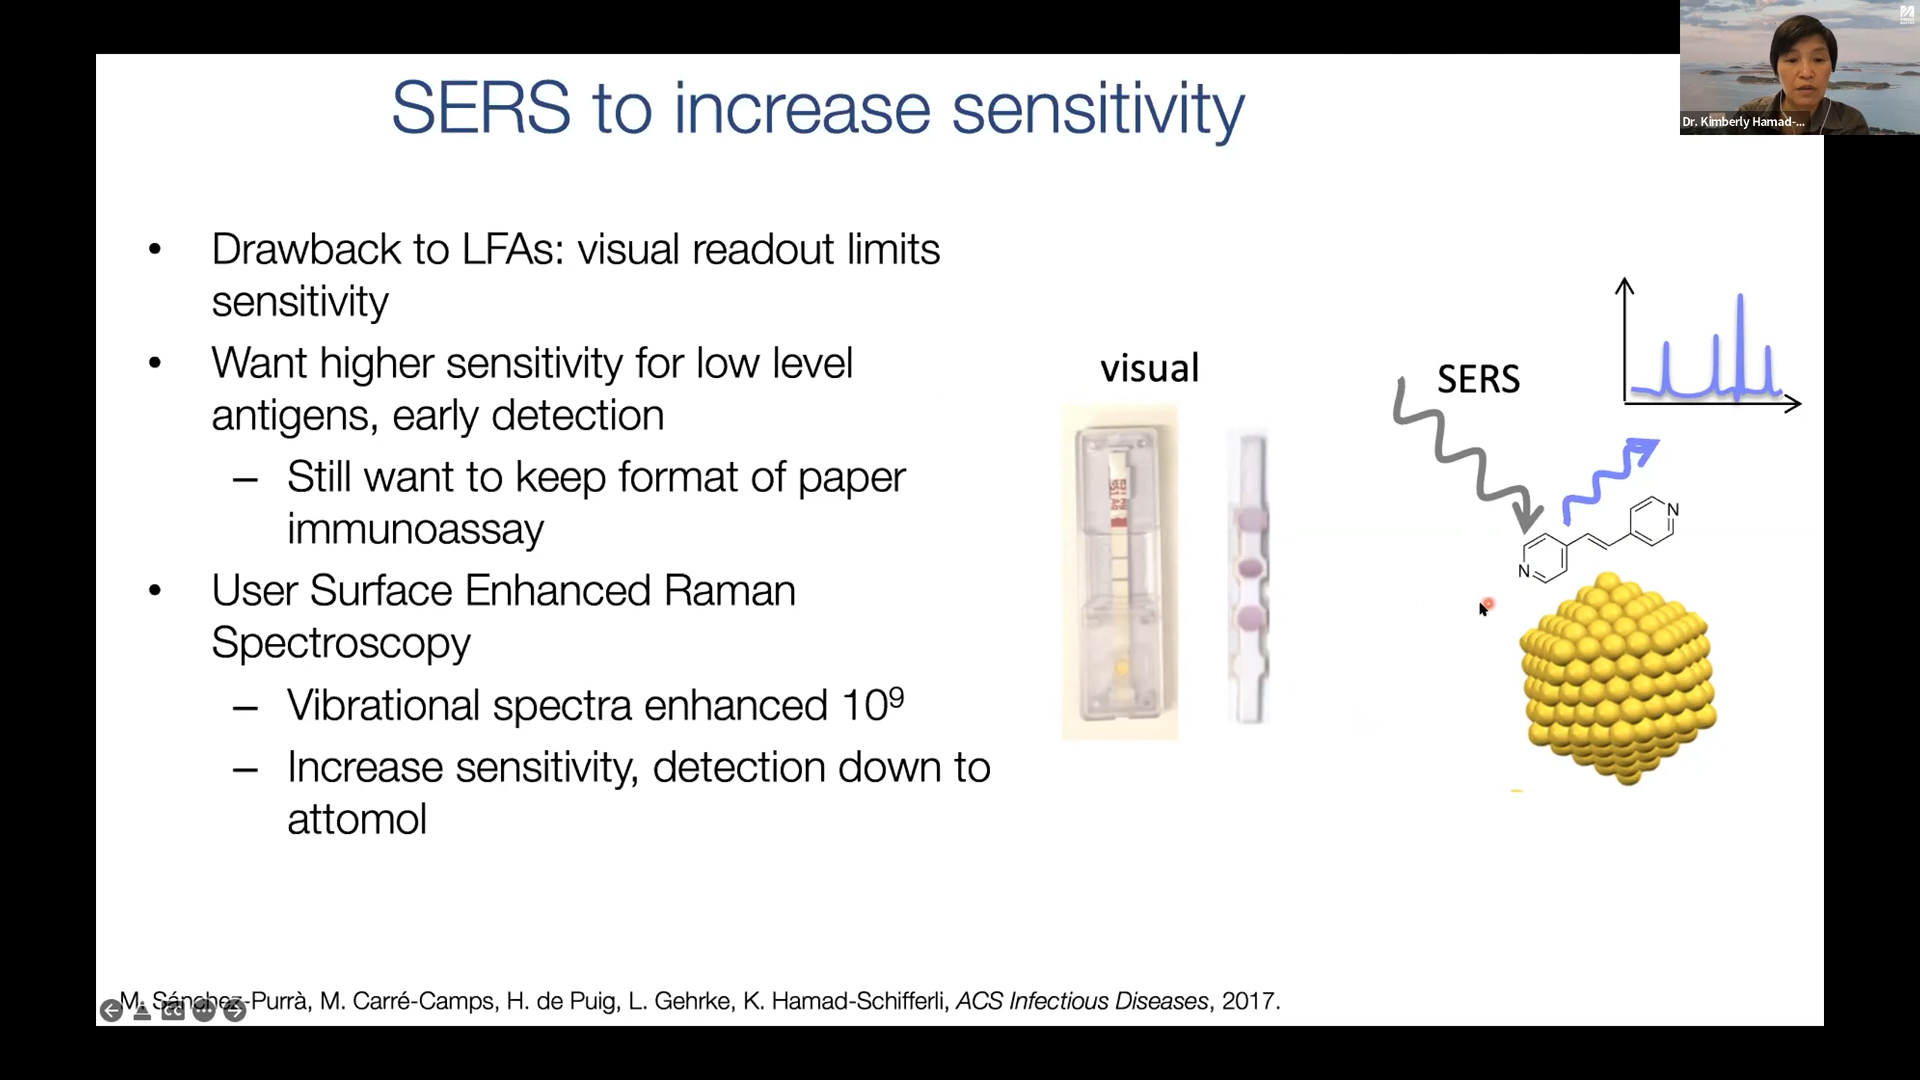 SERS to increase sensitivity
Dr. Kimberly Hamad-...
• Drawback to LFAs: visual readout limits
sensitivity
• Want higher sensitivity for low level
antigens, early detection
– Still want to keep format of paper
immunoassay
• User Surface Enhanced Raman
Spectroscopy
– Vibrational spectra enhanced 10⁹
– Increase sensitivity, detection down to
attomol
visual
SERS
N
N
M. Sánchez-Purrà, M. Carré-Camps, H. de Puig, L. Gehrke, K. Hamad-Schifferli, ACS Infectious Diseases, 2017.
CC